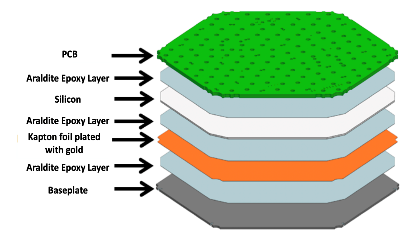 PCB
Araldite Epoxy Layer
Silicon
Araldite Epoxy Layer
Kapton foil plated
with gold
Araldite Epoxy Layer
Baseplate